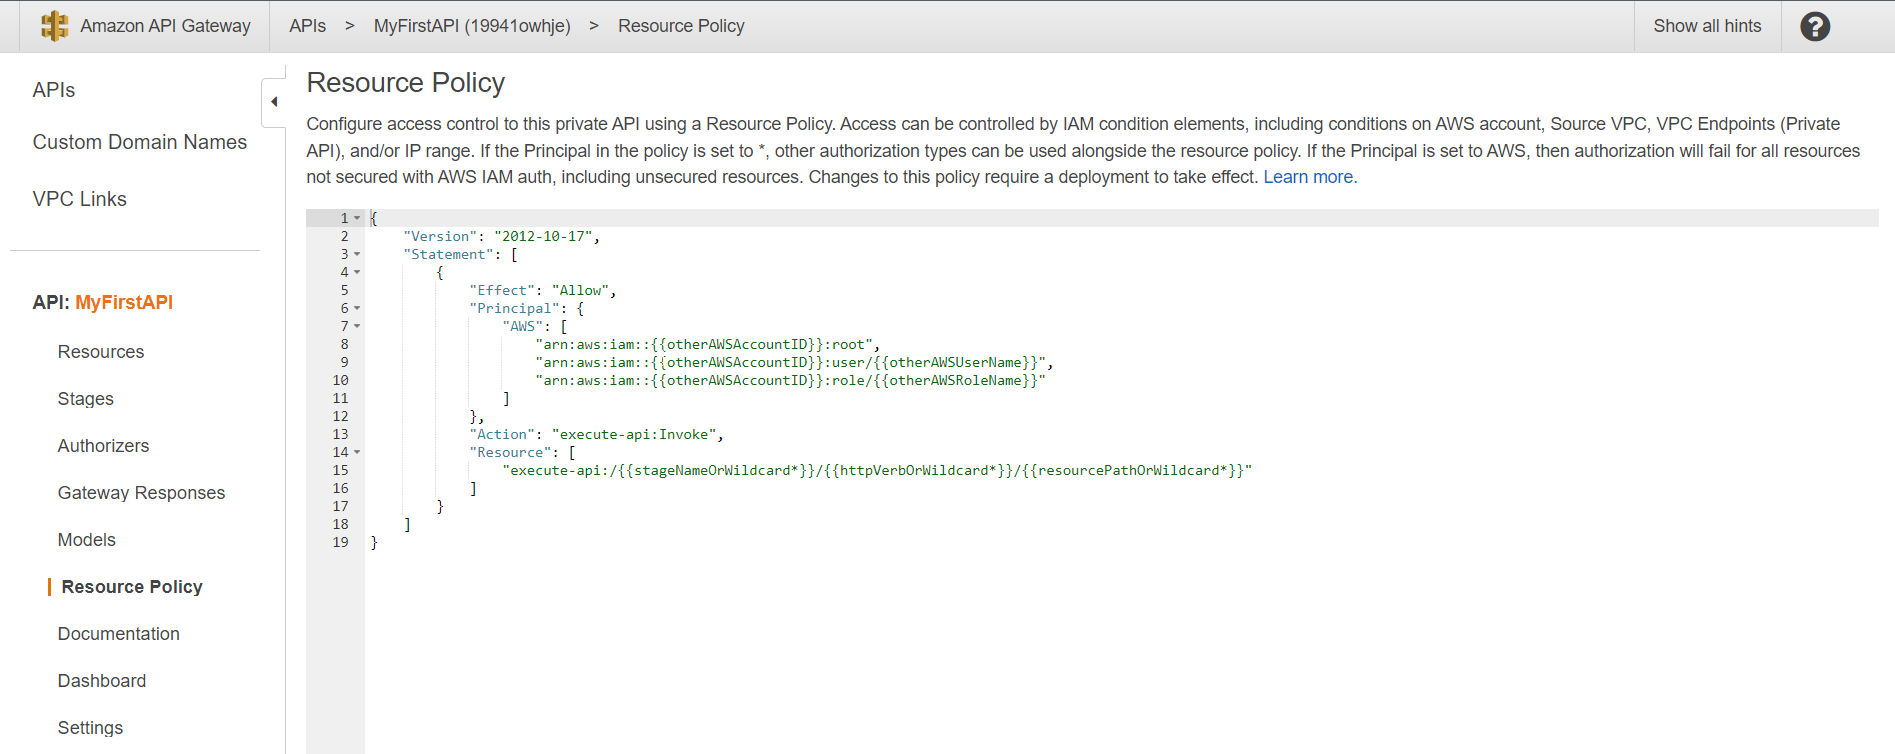 Amazon API Gateway
APIs > MyFirstAPI (19941owhje) > Resource Policy
Show all hints
?
APIs
Custom Domain Names
VPC Links
API: MyFirstAPI
Resources
Stages
Authorizers
Gateway Responses
Models
Resource Policy
Documentation
Dashboard
Settings
Resource Policy
Configure access control to this private API using a Resource Policy. Access can be controlled by IAM condition elements, including conditions on AWS account, Source VPC, VPC Endpoints (Private
API), and/or IP range. If the Principal in the policy is set to *, other authorization types can be used alongside the resource policy. If the Principal is set to AWS, then authorization will fail for all resources
not secured with AWS IAM auth, including unsecured resources. Changes to this policy require a deployment to take effect. Learn more.
1 {
2     "Version": "2012-10-17",
3     "Statement": [
4         {
5             "Effect": "Allow",
6             "Principal": {
7                 "AWS": [
8                     "arn:aws:iam::{{otherAWSAccountID}}:root",
9                     "arn:aws:iam::{{otherAWSAccountID}}:user/{{otherAWSUserName}}",
10                     "arn:aws:iam::{{otherAWSAccountID}}:role/{{otherAWSRoleName}}"
11                 ]
12             },
13             "Action": "execute-api:Invoke",
14             "Resource": [
15                 "execute-api:/{{stageNameOrWildcard*}}/{{httpVerbOrWildcard*}}/{{resourcePathOrWildcard*}}"
16             ]
17         }
18     ]
19 }